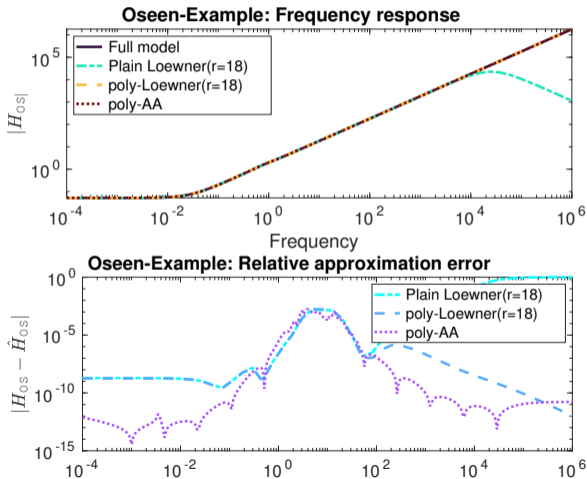 Oseen-Example: Frequency response
10^5
10^0
|H_OS|
Full model
Plain Loewner(r=18)
poly-Loewner(r=18)
poly-AA
10^-4 10^-2 10^0 10^2 10^4 10^6
Frequency
Oseen-Example: Relative approximation error
10^0
10^-5
10^-10
10^-15
|H_OS − Ĥ_OS|
Plain Loewner(r=18)
poly-Loewner(r=18)
poly-AA
10^-4 10^-2 10^0 10^2 10^4 10^6